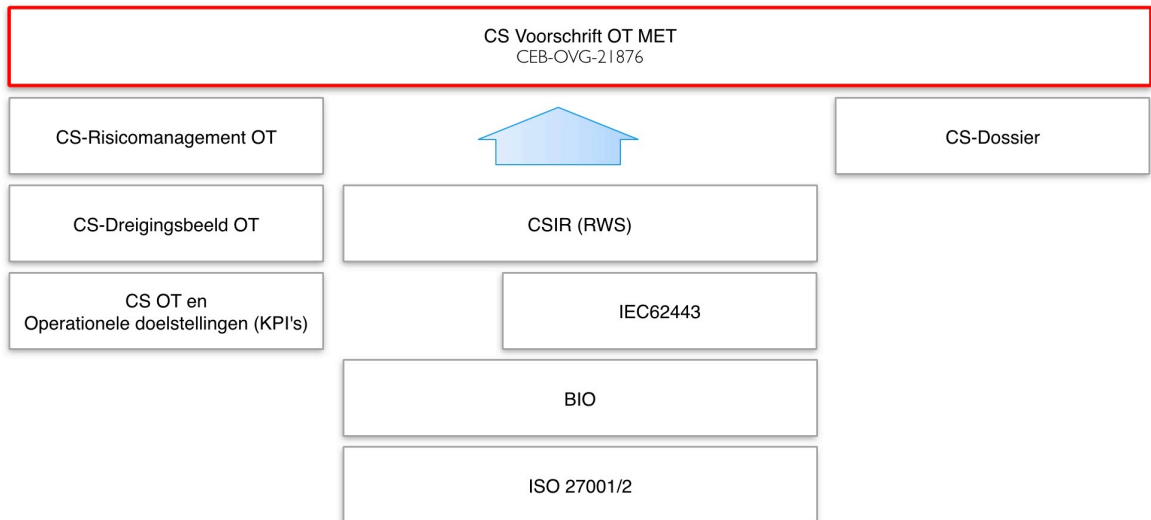 CS Voorschrift OT MET
CEB-OVG-21876
CS-Risicomanagement OT
CS-Dossier
CS-Dreigingsbeeld OT
CSIR (RWS)
CS OT en
Operationele doelstellingen (KPI's)
IEC62443
BIO
ISO 27001/2